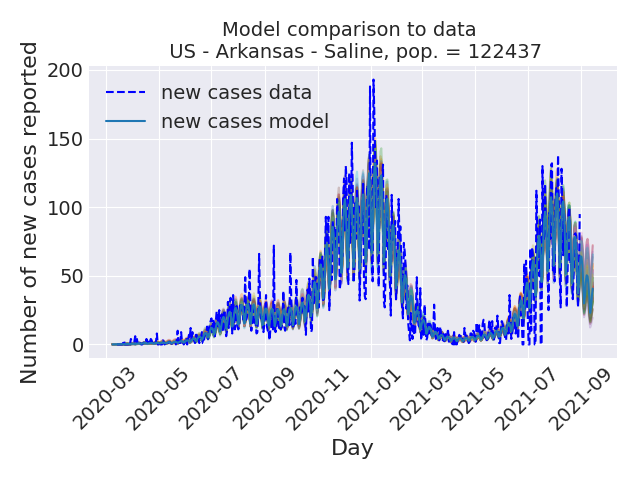 Model comparison to data
US - Arkansas - Saline, pop. = 122437
Number of new cases reported
200
150
100
50
0
new cases data
new cases model
2020-03
2020-05
2020-07
2020-09
2020-11
2021-01
2021-03
2021-05
2021-07
2021-09
Day